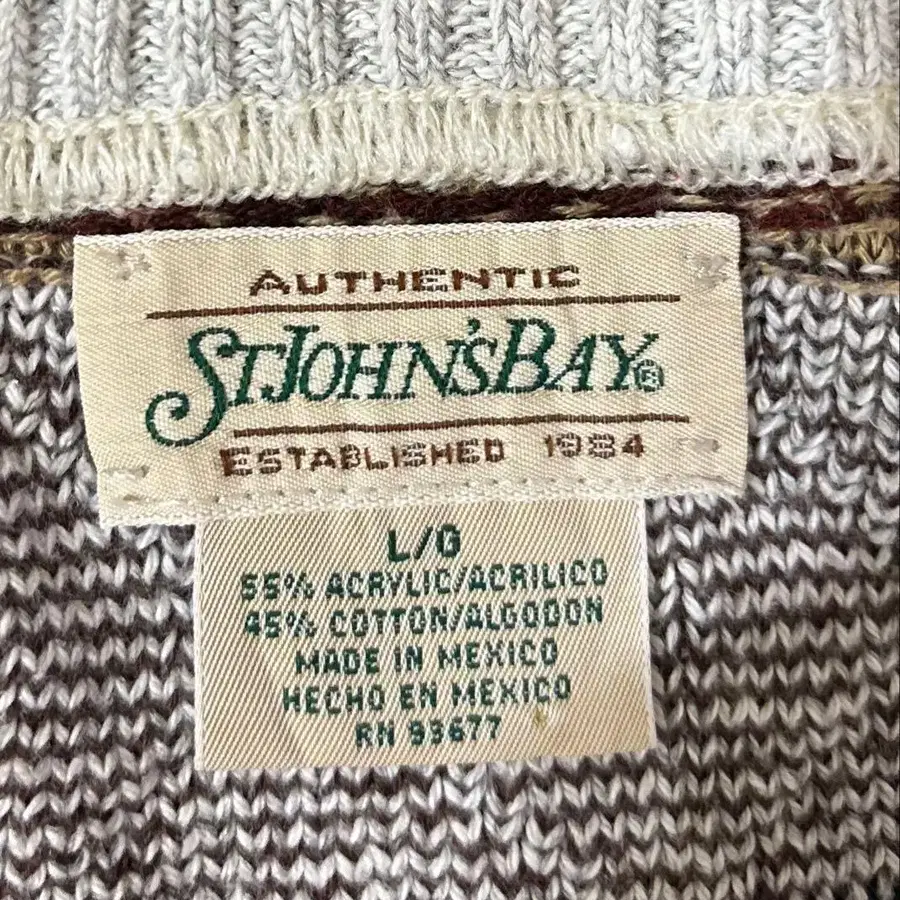 AUTHENTIC
ST JOHN'S BAY®
ESTABLISHED 1984
L/G
55% ACRYLIC/ACRILICO
45% COTTON/ALGODON
MADE IN MEXICO
HECHO EN MEXICO
RN 93677